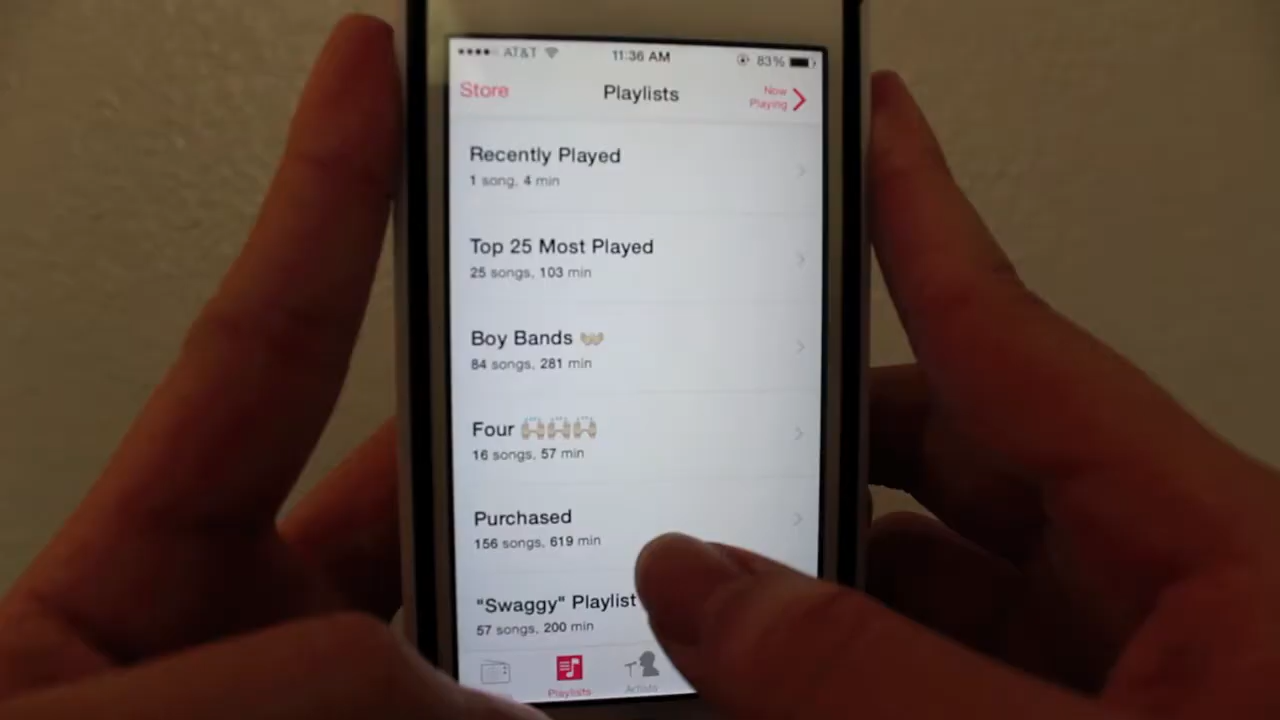 AT&T 11:36 AM 83%
Store Playlists Now Playing
Recently Played
1 song, 4 min
Top 25 Most Played
25 songs, 103 min
Boy Bands
84 songs, 281 min
Four
16 songs, 57 min
Purchased
156 songs, 619 min
"Swaggy" Playlist
57 songs, 200 min
Playlists Artists